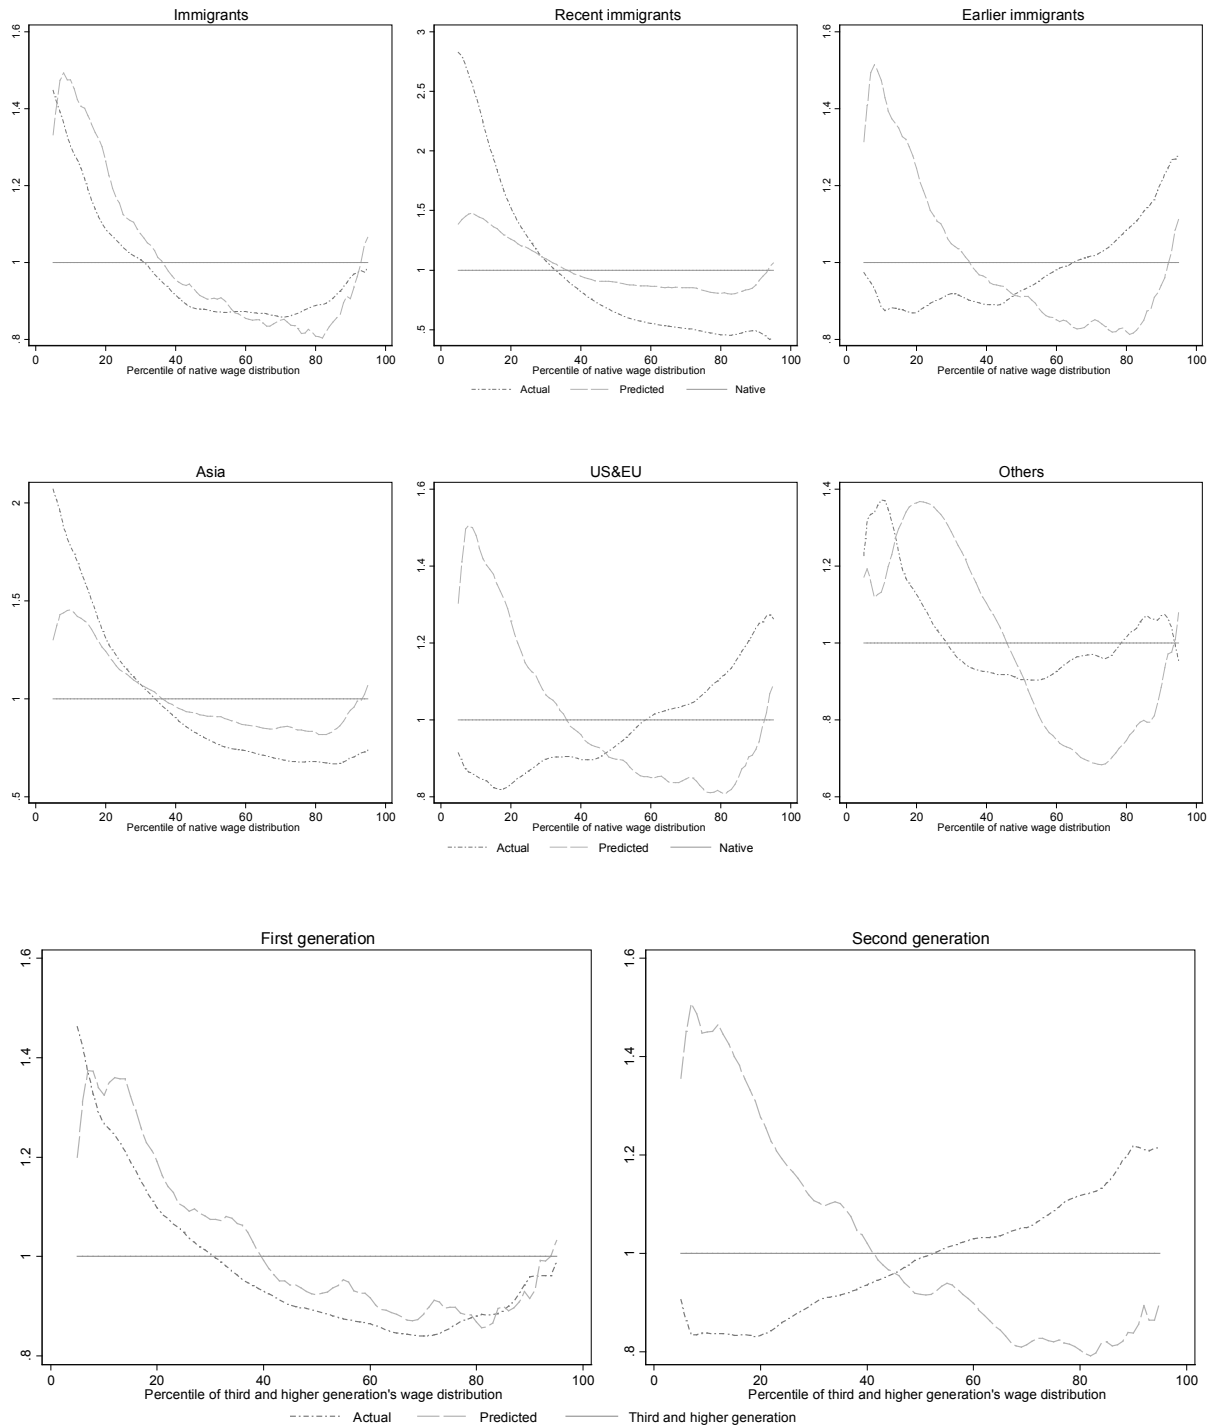 Immigrants
1.6
1.4
1.2
1
.8
0 20 40 60 80 100
Percentile of native wage distribution
Recent immigrants
3
2.5
2
1.5
1
.5
0 20 40 60 80 100
Percentile of native wage distribution
Earlier immigrants
1.6
1.4
1.2
1
.8
0 20 40 60 80 100
Percentile of native wage distribution
Actual Predicted Native
Asia
2
1.5
1
.5
0 20 40 60 80 100
Percentile of native wage distribution
US&EU
1.6
1.4
1.2
1
.8
0 20 40 60 80 100
Percentile of native wage distribution
Others
1.4
1.2
1
.8
.6
0 20 40 60 80 100
Percentile of native wage distribution
Actual Predicted Native
First generation
1.6
1.4
1.2
1
.8
0 20 40 60 80 100
Percentile of third and higher generation's wage distribution
Second generation
1.6
1.4
1.2
1
.8
0 20 40 60 80 100
Percentile of third and higher generation's wage distribution
Actual Predicted Third and higher generation